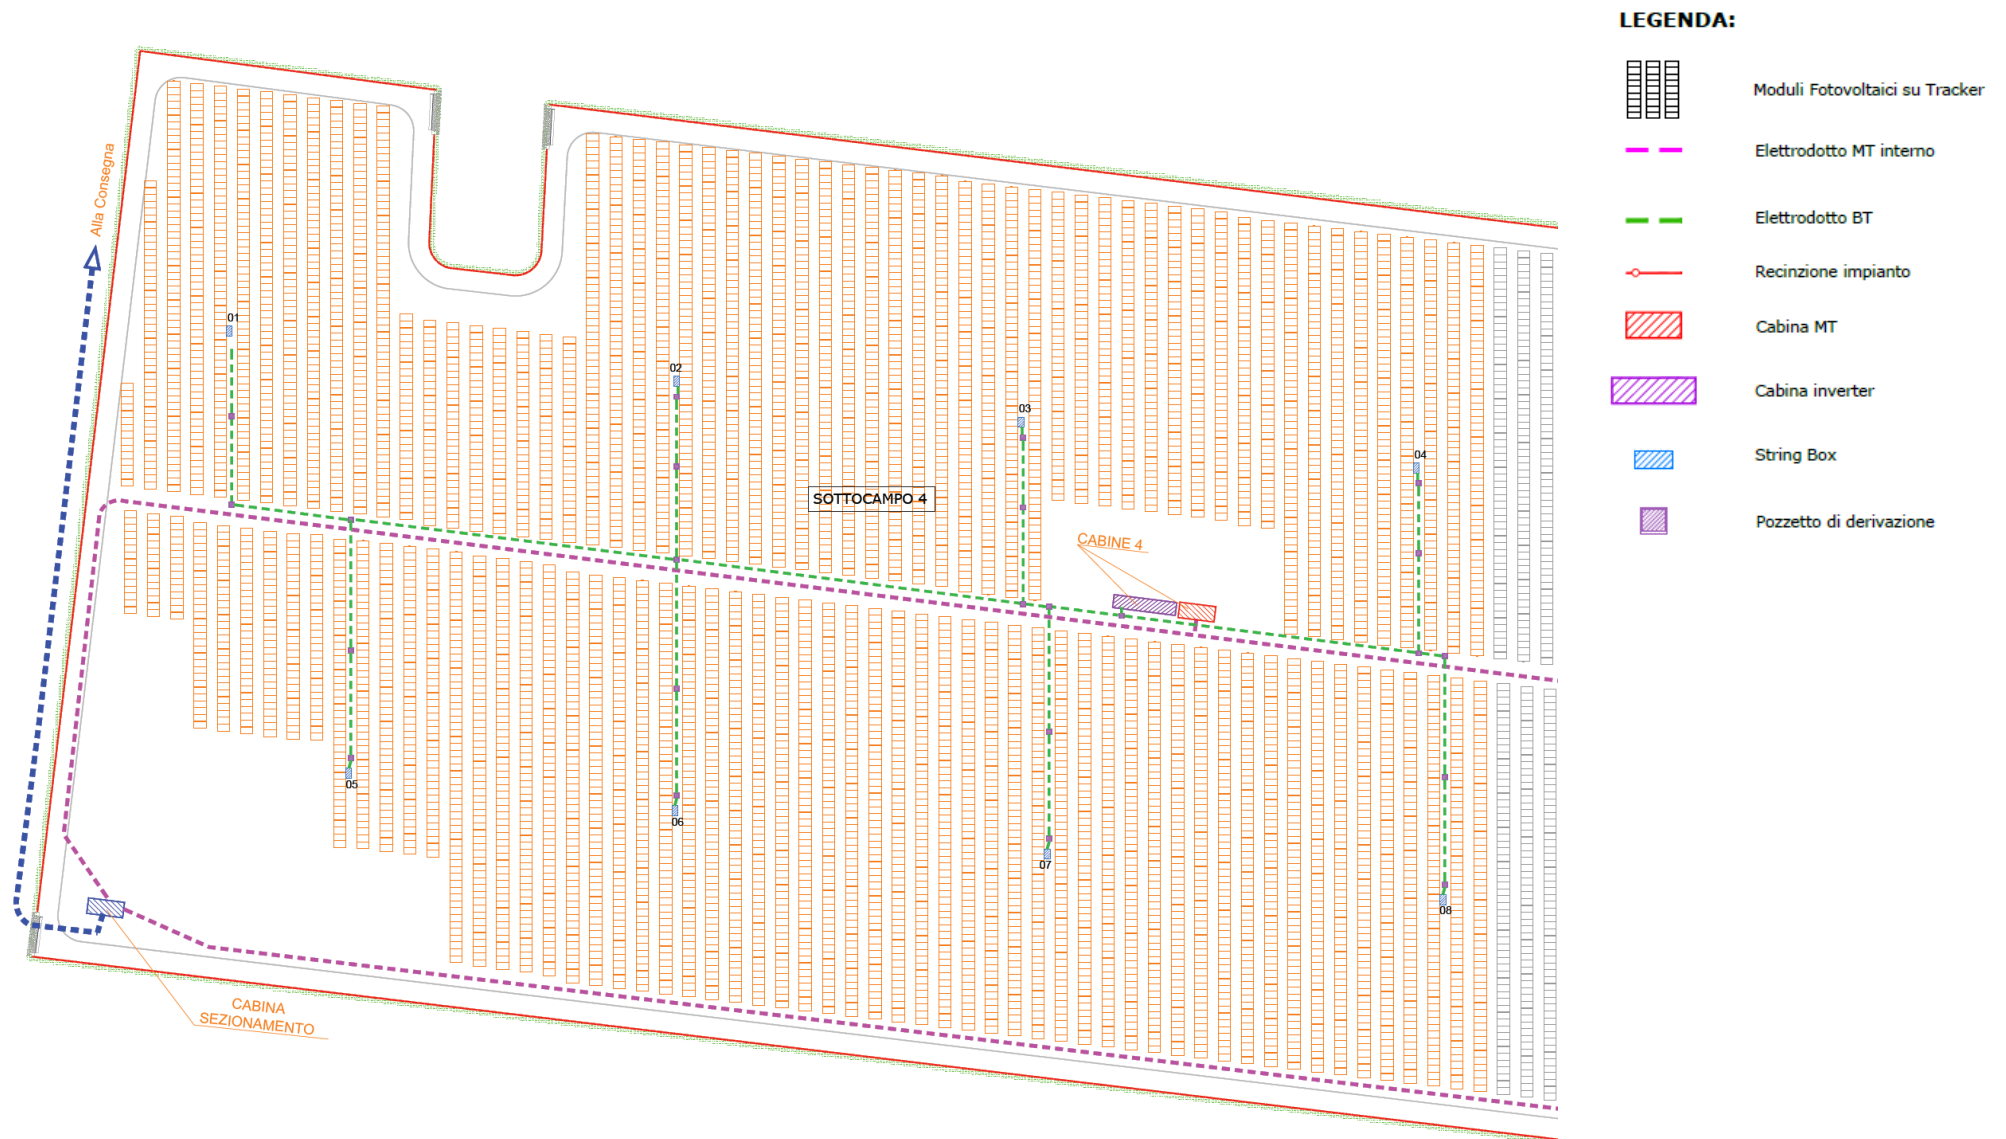 LEGENDA:
Moduli Fotovoltaici su Tracker
Elettrodotto MT interno
Elettrodotto BT
Recinzione impianto
Cabina MT
Cabina inverter
String Box
Pozzetto di derivazione
Alla Consegna
01
02
03
04
SOTTOCAMPO 4
CABINE 4
05
06
07
08
CABINA
SEZIONAMENTO